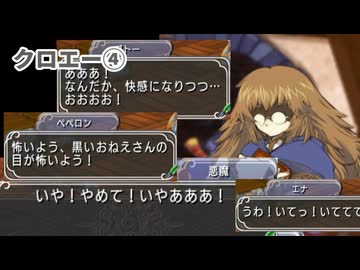 クロエー④
トー
あああ！
なんだか、快感になりつつ…
おおおお！
ペペロン
怖いよう、黒いおねえさんの
目が怖いよう！
悪魔
いや！やめて！いやあああ！
エナ
うわ！いてっ！いててて